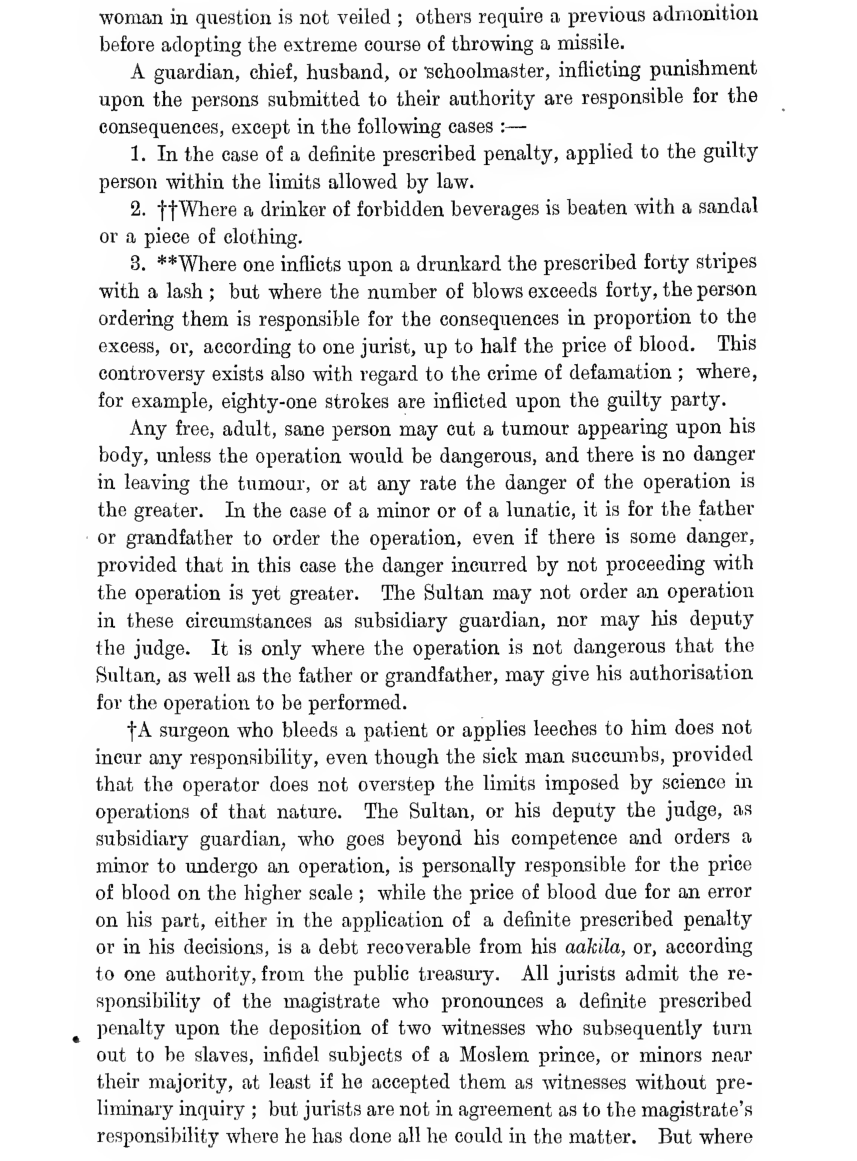 woman in question is not veiled ; others require a previous admonition
before adopting the extreme course of throwing a missile.
A guardian, chief, husband, or schoolmaster, inflicting punishment
upon the persons submitted to their authority are responsible for the
consequences, except in the following cases :—
1. In the case of a definite prescribed penalty, applied to the guilty
person within the limits allowed by law.
2. ††Where a drinker of forbidden beverages is beaten with a sandal
or a piece of clothing.
3. **Where one inflicts upon a drunkard the prescribed forty stripes
with a lash ; but where the number of blows exceeds forty, the person
ordering them is responsible for the consequences in proportion to the
excess, or, according to one jurist, up to half the price of blood. This
controversy exists also with regard to the crime of defamation ; where,
for example, eighty-one strokes are inflicted upon the guilty party.
Any free, adult, sane person may cut a tumour appearing upon his
body, unless the operation would be dangerous, and there is no danger
in leaving the tumour, or at any rate the danger of the operation is
the greater. In the case of a minor or of a lunatic, it is for the father
or grandfather to order the operation, even if there is some danger,
provided that in this case the danger incurred by not proceeding with
the operation is yet greater. The Sultan may not order an operation
in these circumstances as subsidiary guardian, nor may his deputy
the judge. It is only where the operation is not dangerous that the
Sultan, as well as the father or grandfather, may give his authorisation
for the operation to be performed.
†A surgeon who bleeds a patient or applies leeches to him does not
incur any responsibility, even though the sick man succumbs, provided
that the operator does not overstep the limits imposed by science in
operations of that nature. The Sultan, or his deputy the judge, as
subsidiary guardian, who goes beyond his competence and orders a
minor to undergo an operation, is personally responsible for the price
of blood on the higher scale ; while the price of blood due for an error
on his part, either in the application of a definite prescribed penalty
or in his decisions, is a debt recoverable from his aakila, or, according
to one authority, from the public treasury. All jurists admit the re-
sponsibility of the magistrate who pronounces a definite prescribed
penalty upon the deposition of two witnesses who subsequently turn
out to be slaves, infidel subjects of a Moslem prince, or minors near
their majority, at least if he accepted them as witnesses without pre-
liminary inquiry ; but jurists are not in agreement as to the magistrate's
responsibility where he has done all he could in the matter. But where